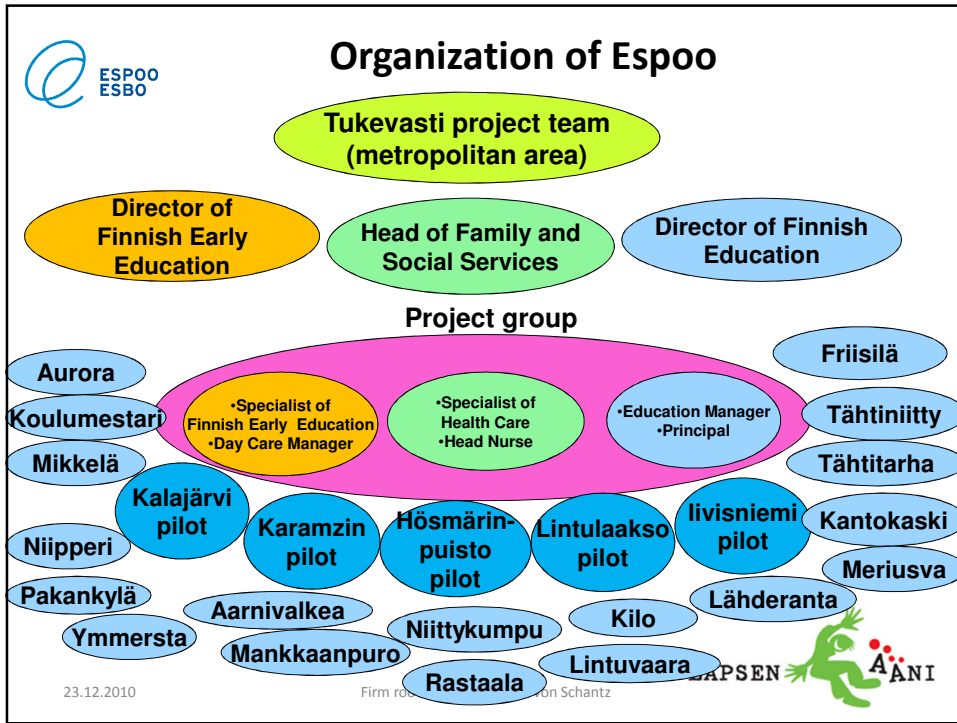 Organization of Espoo
ESPOO
ESBO
Tukevasti project team
(metropolitan area)
Director of
Finnish Early
Education
Head of Family and
Social Services
Director of Finnish
Education
Project group
Aurora
Koulumestari
Mikkelä
•Specialist of
Finnish Early Education
•Day Care Manager
•Specialist of
Health Care
•Head Nurse
•Education Manager
•Principal
Friisilä
Tähtiniitty
Tähtitarha
Kalajärvi
pilot
Karamzin
pilot
Hösmärin-
puisto
pilot
Lintulaakso
pilot
Iivisniemi
pilot
Kantokaski
Meriusva
Niipperi
Pakankylä
Ymmersta
Aarnivalkea
Mankkaanpuro
Niittykumpu
Rastaala
Kilo
Lintuvaara
Lähderanta
LAPSEN ÄÄNI
23.12.2010
Firm
von Schantz